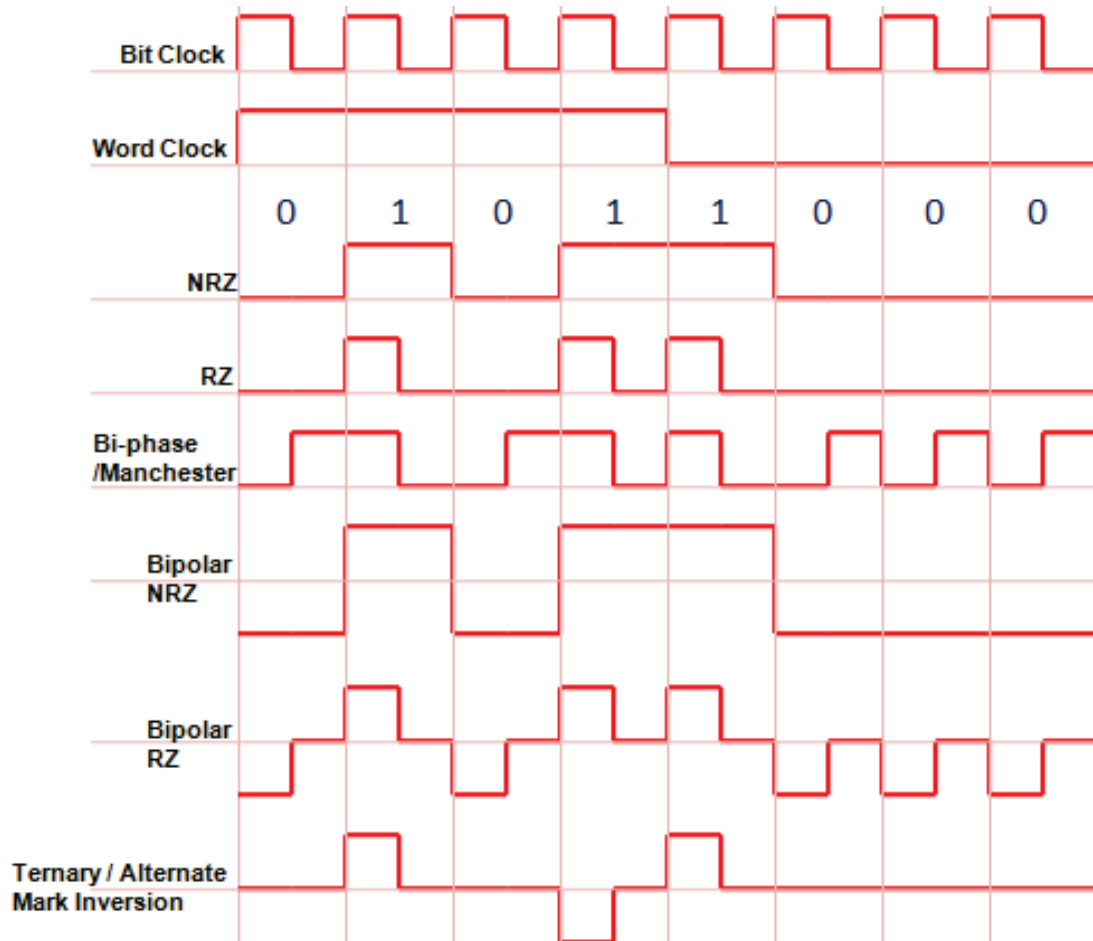 Bit Clock
Word Clock
0 1 0 1 1 0 0 0
NRZ
RZ
Bi-phase
/Manchester
Bipolar
NRZ
Bipolar
RZ
Ternary / Alternate
Mark Inversion